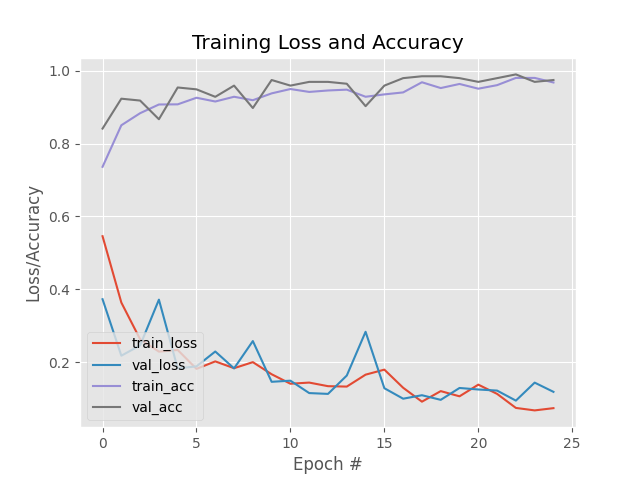 Training Loss and Accuracy
Loss/Accuracy
1.0
0.8
0.6
0.4
0.2
train_loss
val_loss
train_acc
val_acc
0 5 10 15 20 25
Epoch #